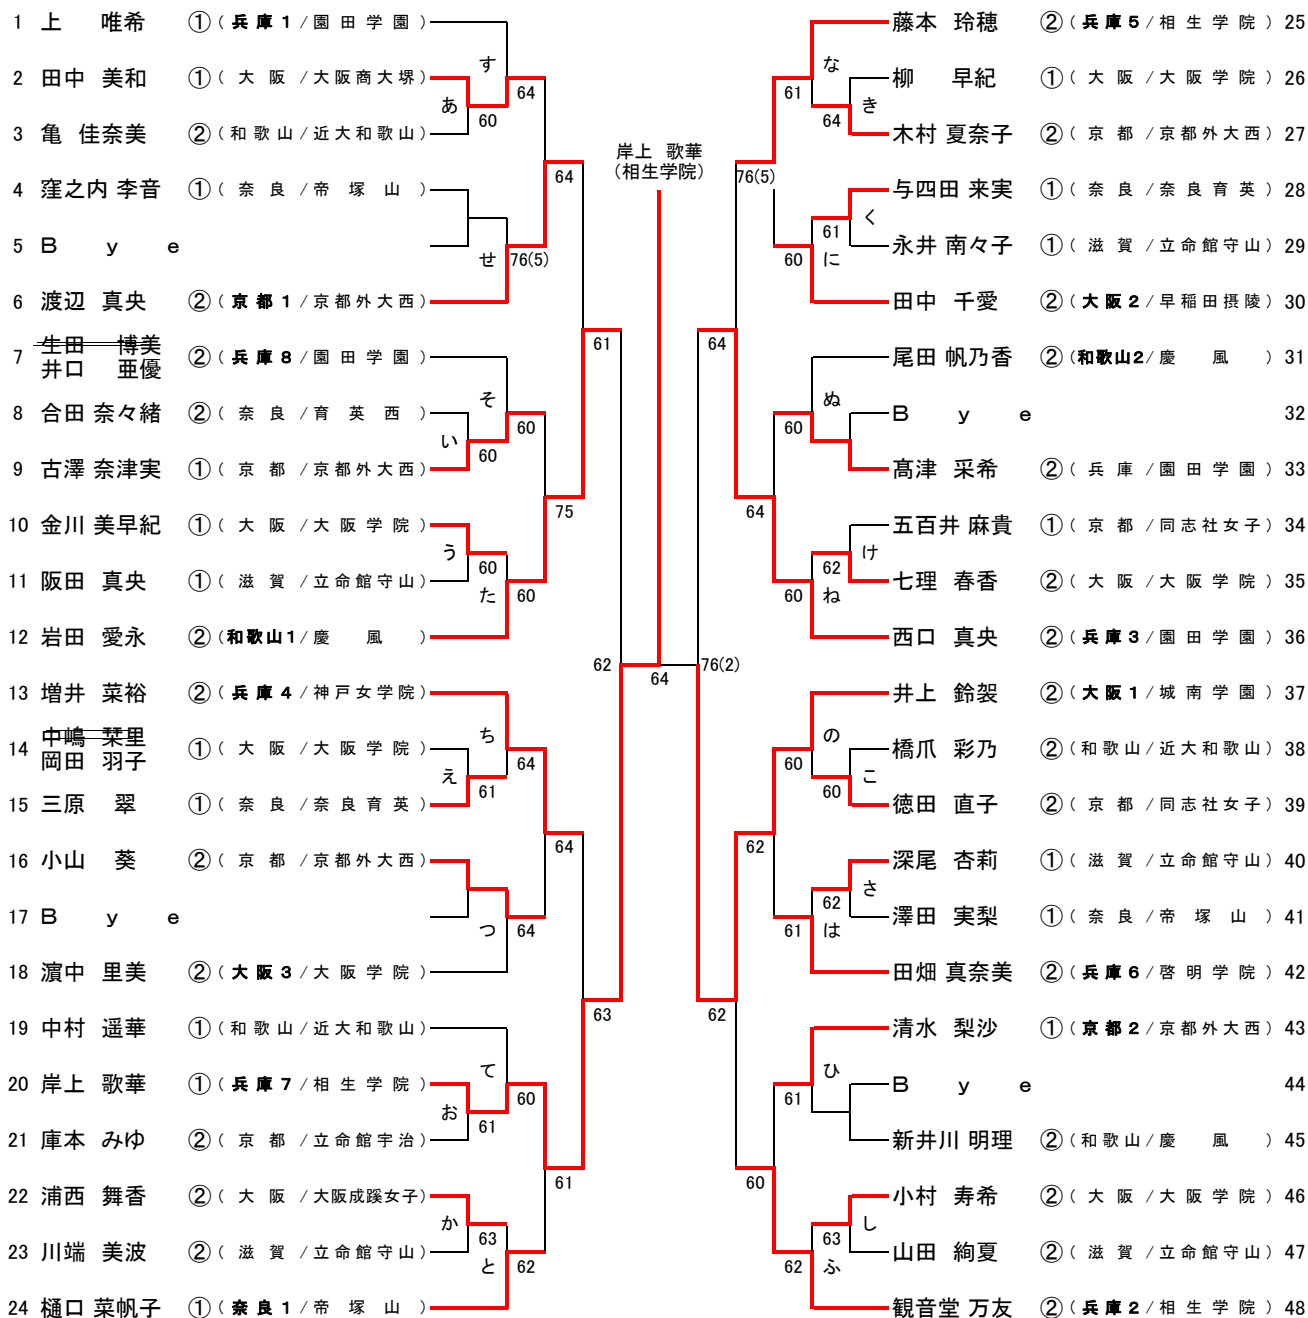 岸上 歌華
(相生学院)
1 上 唯希 ① (兵庫1/園田学園)
2 田中 美和 ① (大阪/大阪商大堺)
3 亀 佳奈美 ② (和歌山/近大和歌山)
4 窪之内 李音 ① (奈良/帝塚山)
5 Bye
6 渡辺 真央 ② (京都1/京都外大西)
7 生田 博美 ② (兵庫8/園田学園)
井口 亜優
8 合田 奈々緒 ② (奈良/育英西)
9 古澤 奈津実 ① (京都/京都外大西)
10 金川 美早紀 ① (大阪/大阪学院)
11 阪田 真央 ① (滋賀/立命館守山)
12 岩田 愛永 ② (和歌山1/慶風)
13 増井 菜裕 ② (兵庫4/神戸女学院)
14 中嶋 栞里 ① (大阪/大阪学院)
岡田 羽子
15 三原 翠 ① (奈良/奈良育英)
16 小山 葵 ② (京都/京都外大西)
17 Bye
18 濵中 里美 ② (大阪3/大阪学院)
19 中村 遥華 ① (和歌山/近大和歌山)
20 岸上 歌華 ① (兵庫7/相生学院)
21 庫本 みゆ ② (京都/立命館宇治)
22 浦西 舞香 ② (大阪/大阪成蹊女子)
23 川端 美波 ② (滋賀/立命館守山)
24 樋口 菜帆子 ① (奈良1/帝塚山)
あ 60
い 60
う 60
え 61
お 61
か 63
す 64
せ 76(5)
そ 60
た 60
ち 64
つ 64
て 60
と 62
64
75
64
61
61
63
62
64
76(2)
藤本 玲穂 ② (兵庫5/相生学院) 25
柳 早紀 ① (大阪/大阪学院) 26
木村 夏奈子 ② (京都/京都外大西) 27
与四田 来実 ① (奈良/奈良育英) 28
永井 南々子 ① (滋賀/立命館守山) 29
田中 千愛 ② (大阪2/早稲田摂陵) 30
尾田 帆乃香 ② (和歌山2/慶風) 31
Bye 32
髙津 采希 ② (兵庫/園田学園) 33
五百井 麻貴 ① (京都/同志社女子) 34
七理 春香 ② (大阪/大阪学院) 35
西口 真央 ② (兵庫3/園田学園) 36
井上 鈴袈 ② (大阪1/城南学園) 37
橋爪 彩乃 ② (和歌山/近大和歌山) 38
徳田 直子 ② (京都/同志社女子) 39
深尾 杏莉 ① (滋賀/立命館守山) 40
澤田 実梨 ① (奈良/帝塚山) 41
田畑 真奈美 ② (兵庫6/啓明学院) 42
清水 梨沙 ① (京都2/京都外大西) 43
Bye 44
新井川 明理 ② (和歌山/慶風) 45
小村 寿希 ② (大阪/大阪学院) 46
山田 絢夏 ② (滋賀/立命館守山) 47
観音堂 万友 ② (兵庫2/相生学院) 48
き 64
く 61
け 62
こ 60
さ 62
し 63
な 61
に 60
ぬ 60
ね 60
の 60
は 61
ひ 61
ふ 62
76(5)
64
62
60
64
62